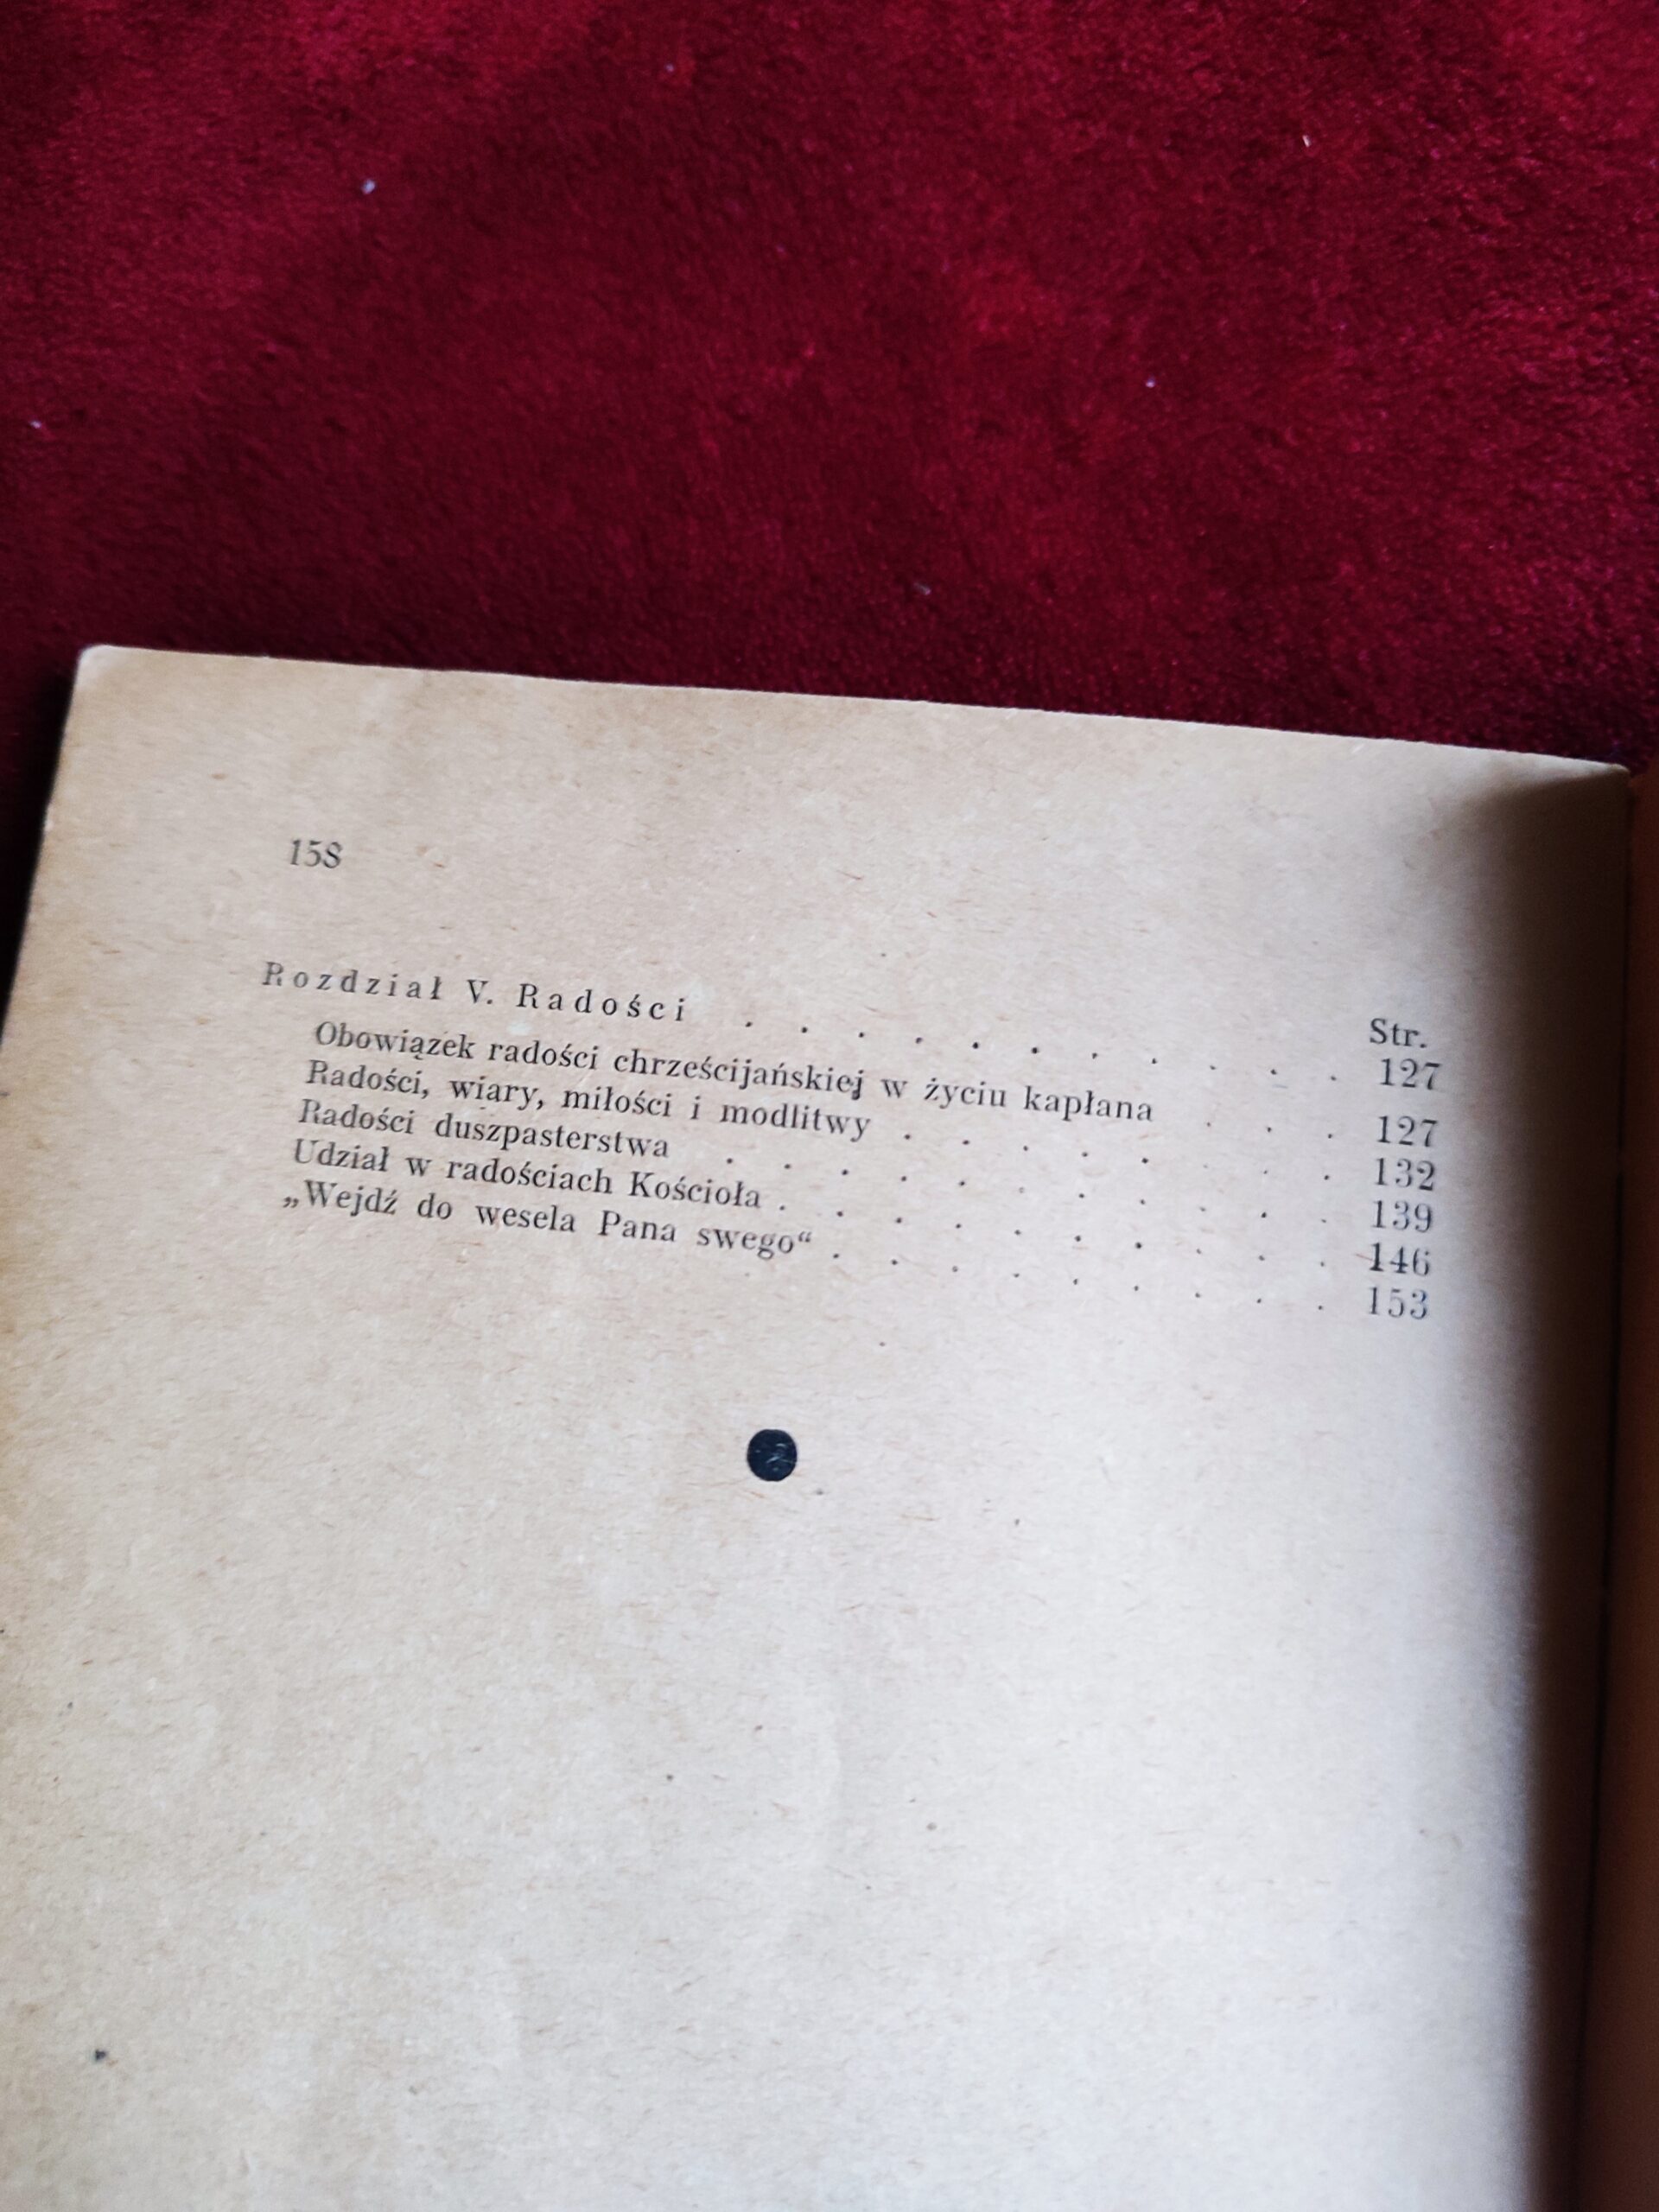 158
Str.
Rozdział V. Radości . . . . . . . . . . . 127
Obowiązek radości chrześcijańskiej w życiu kapłana . . . 127
Radości, wiary, miłości i modlitwy . . . . . . . . 132
Radości duszpasterstwa . . . . . . . . . . . 139
Udział w radościach Kościoła . . . . . . . . . . 146
„Wejdź do wesela Pana swego“ . . . . . . . . . 153